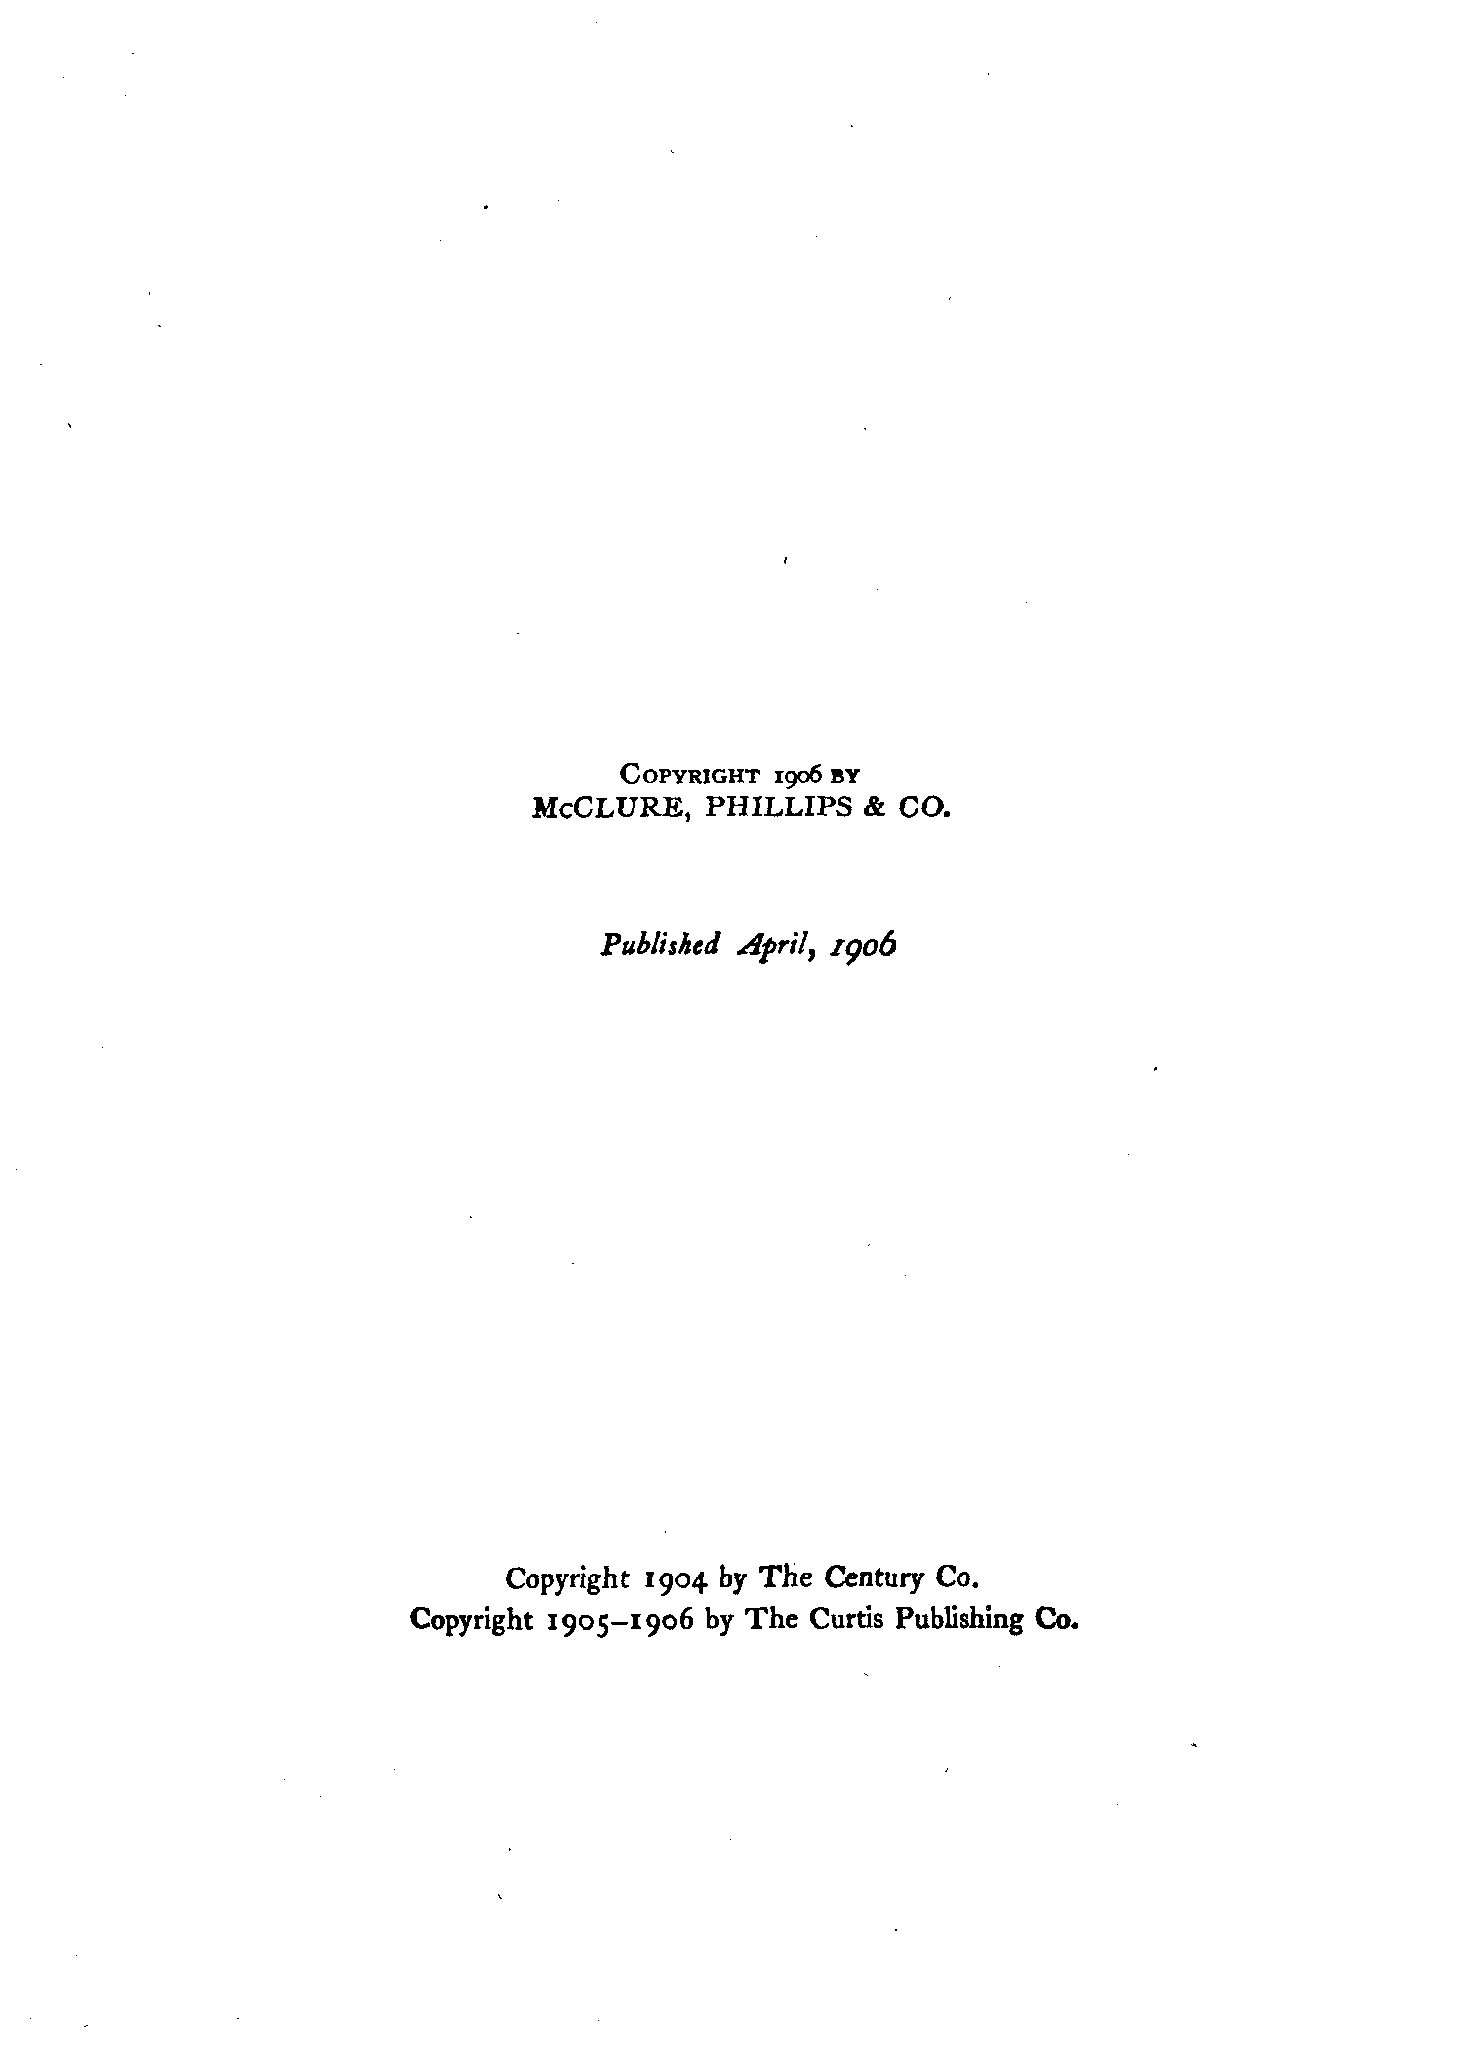 COPYRIGHT 1906 BY
McCLURE, PHILLIPS & CO.
Published April, 1906
Copyright 1904 by The Century Co.
Copyright 1905–1906 by The Curtis Publishing Co.